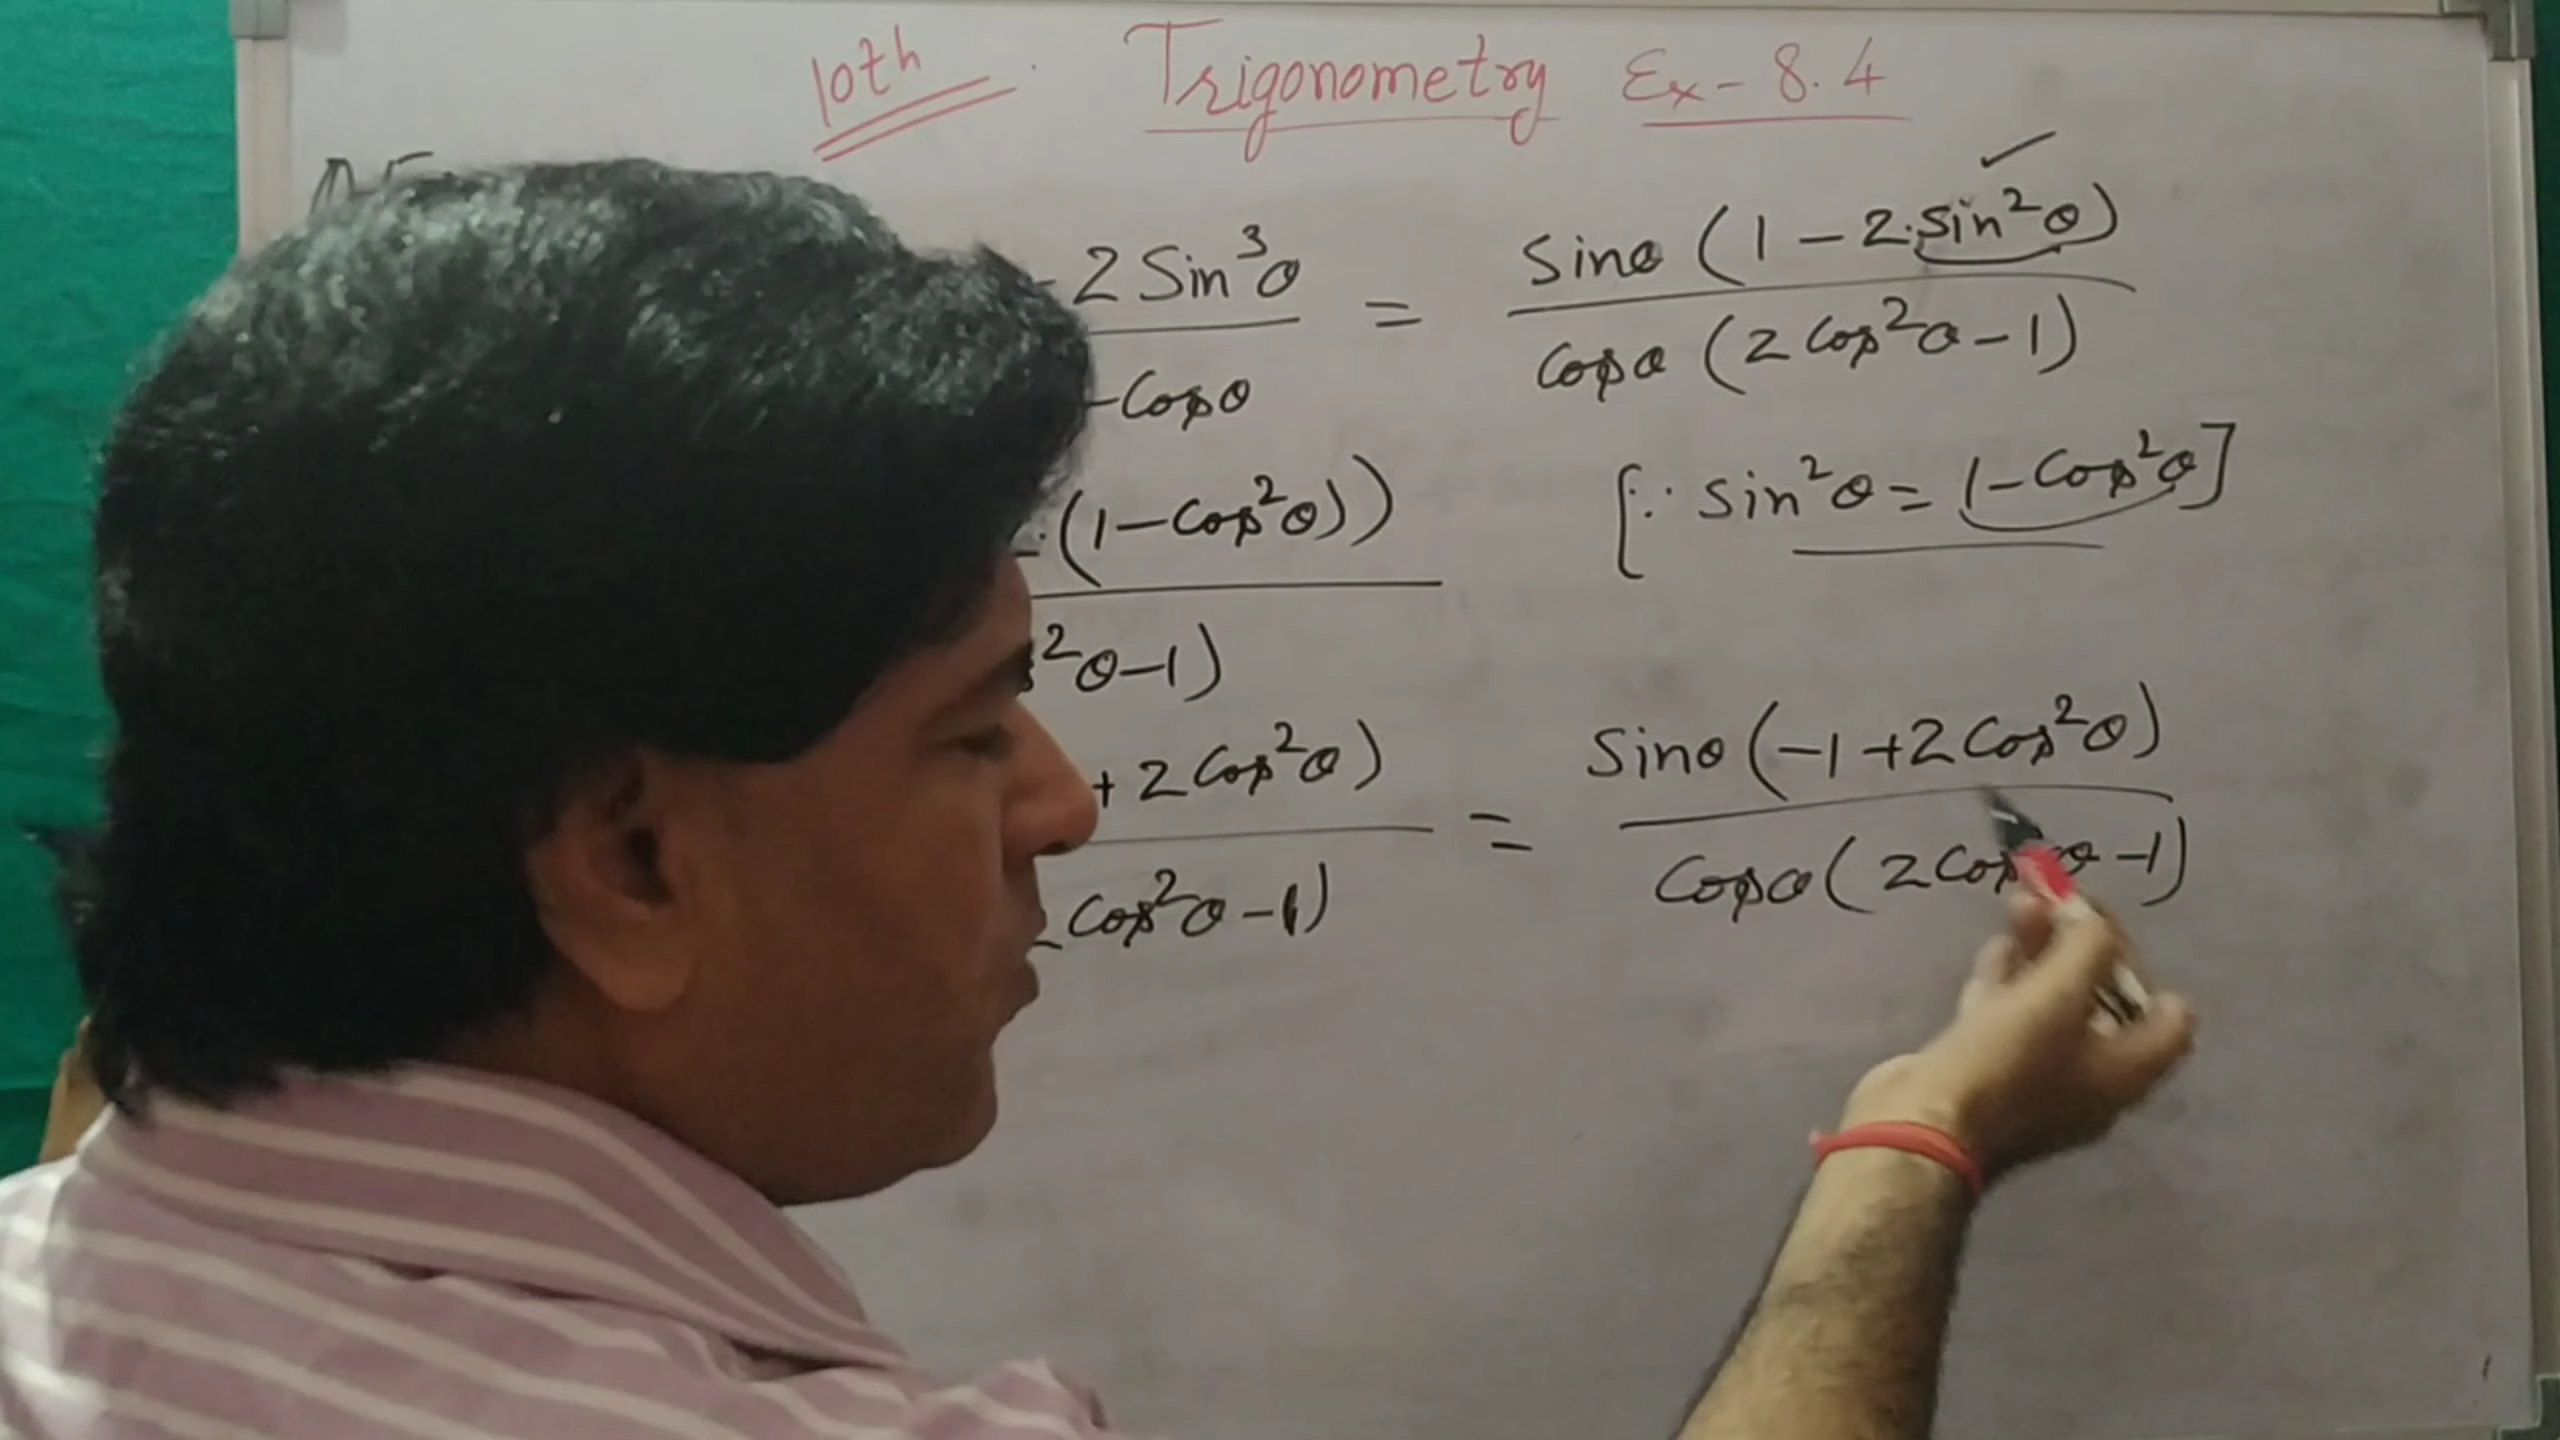 10th Trigonometry Ex-8.4
2 Sin³θ = Sinθ (1 - 2.Sin²θ)
-Cosθ Cosθ (2 Cos²θ - 1)
(1 - Cos²θ)) [∵ Sin²θ = 1 - Cos²θ]
²θ - 1)
+ 2 Cos²θ) = Sinθ (-1 + 2 Cos²θ)
Cos²θ - 1) Cosθ (2 Cos θ - 1)